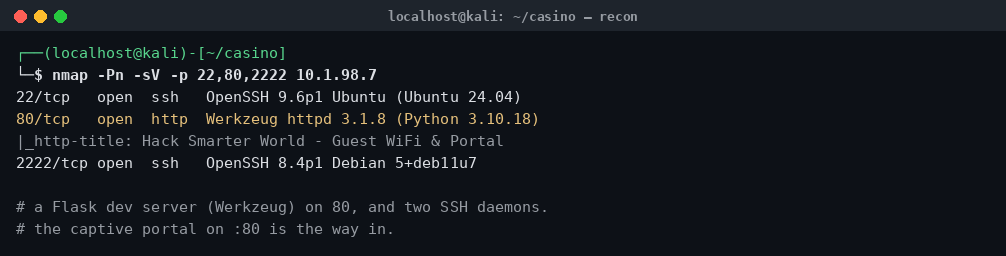 localhost@kali: ~/casino — recon
┌──(localhost@kali)-[~/casino]
└─$ nmap -Pn -sV -p 22,80,2222 10.1.98.7
22/tcp   open  ssh   OpenSSH 9.6p1 Ubuntu (Ubuntu 24.04)
80/tcp   open  http  Werkzeug httpd 3.1.8 (Python 3.10.18)
|_http-title: Hack Smarter World - Guest WiFi & Portal
2222/tcp open  ssh   OpenSSH 8.4p1 Debian 5+deb11u7
# a Flask dev server (Werkzeug) on 80, and two SSH daemons.
# the captive portal on :80 is the way in.